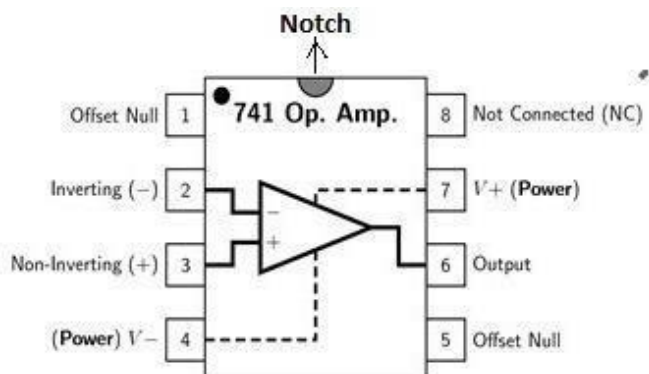 Notch
741 Op. Amp.
Offset Null 1
8 Not Connected (NC)
Inverting (−) 2
−
7 V+ (Power)
Non-Inverting (+) 3
+
6 Output
(Power) V− 4
5 Offset Null